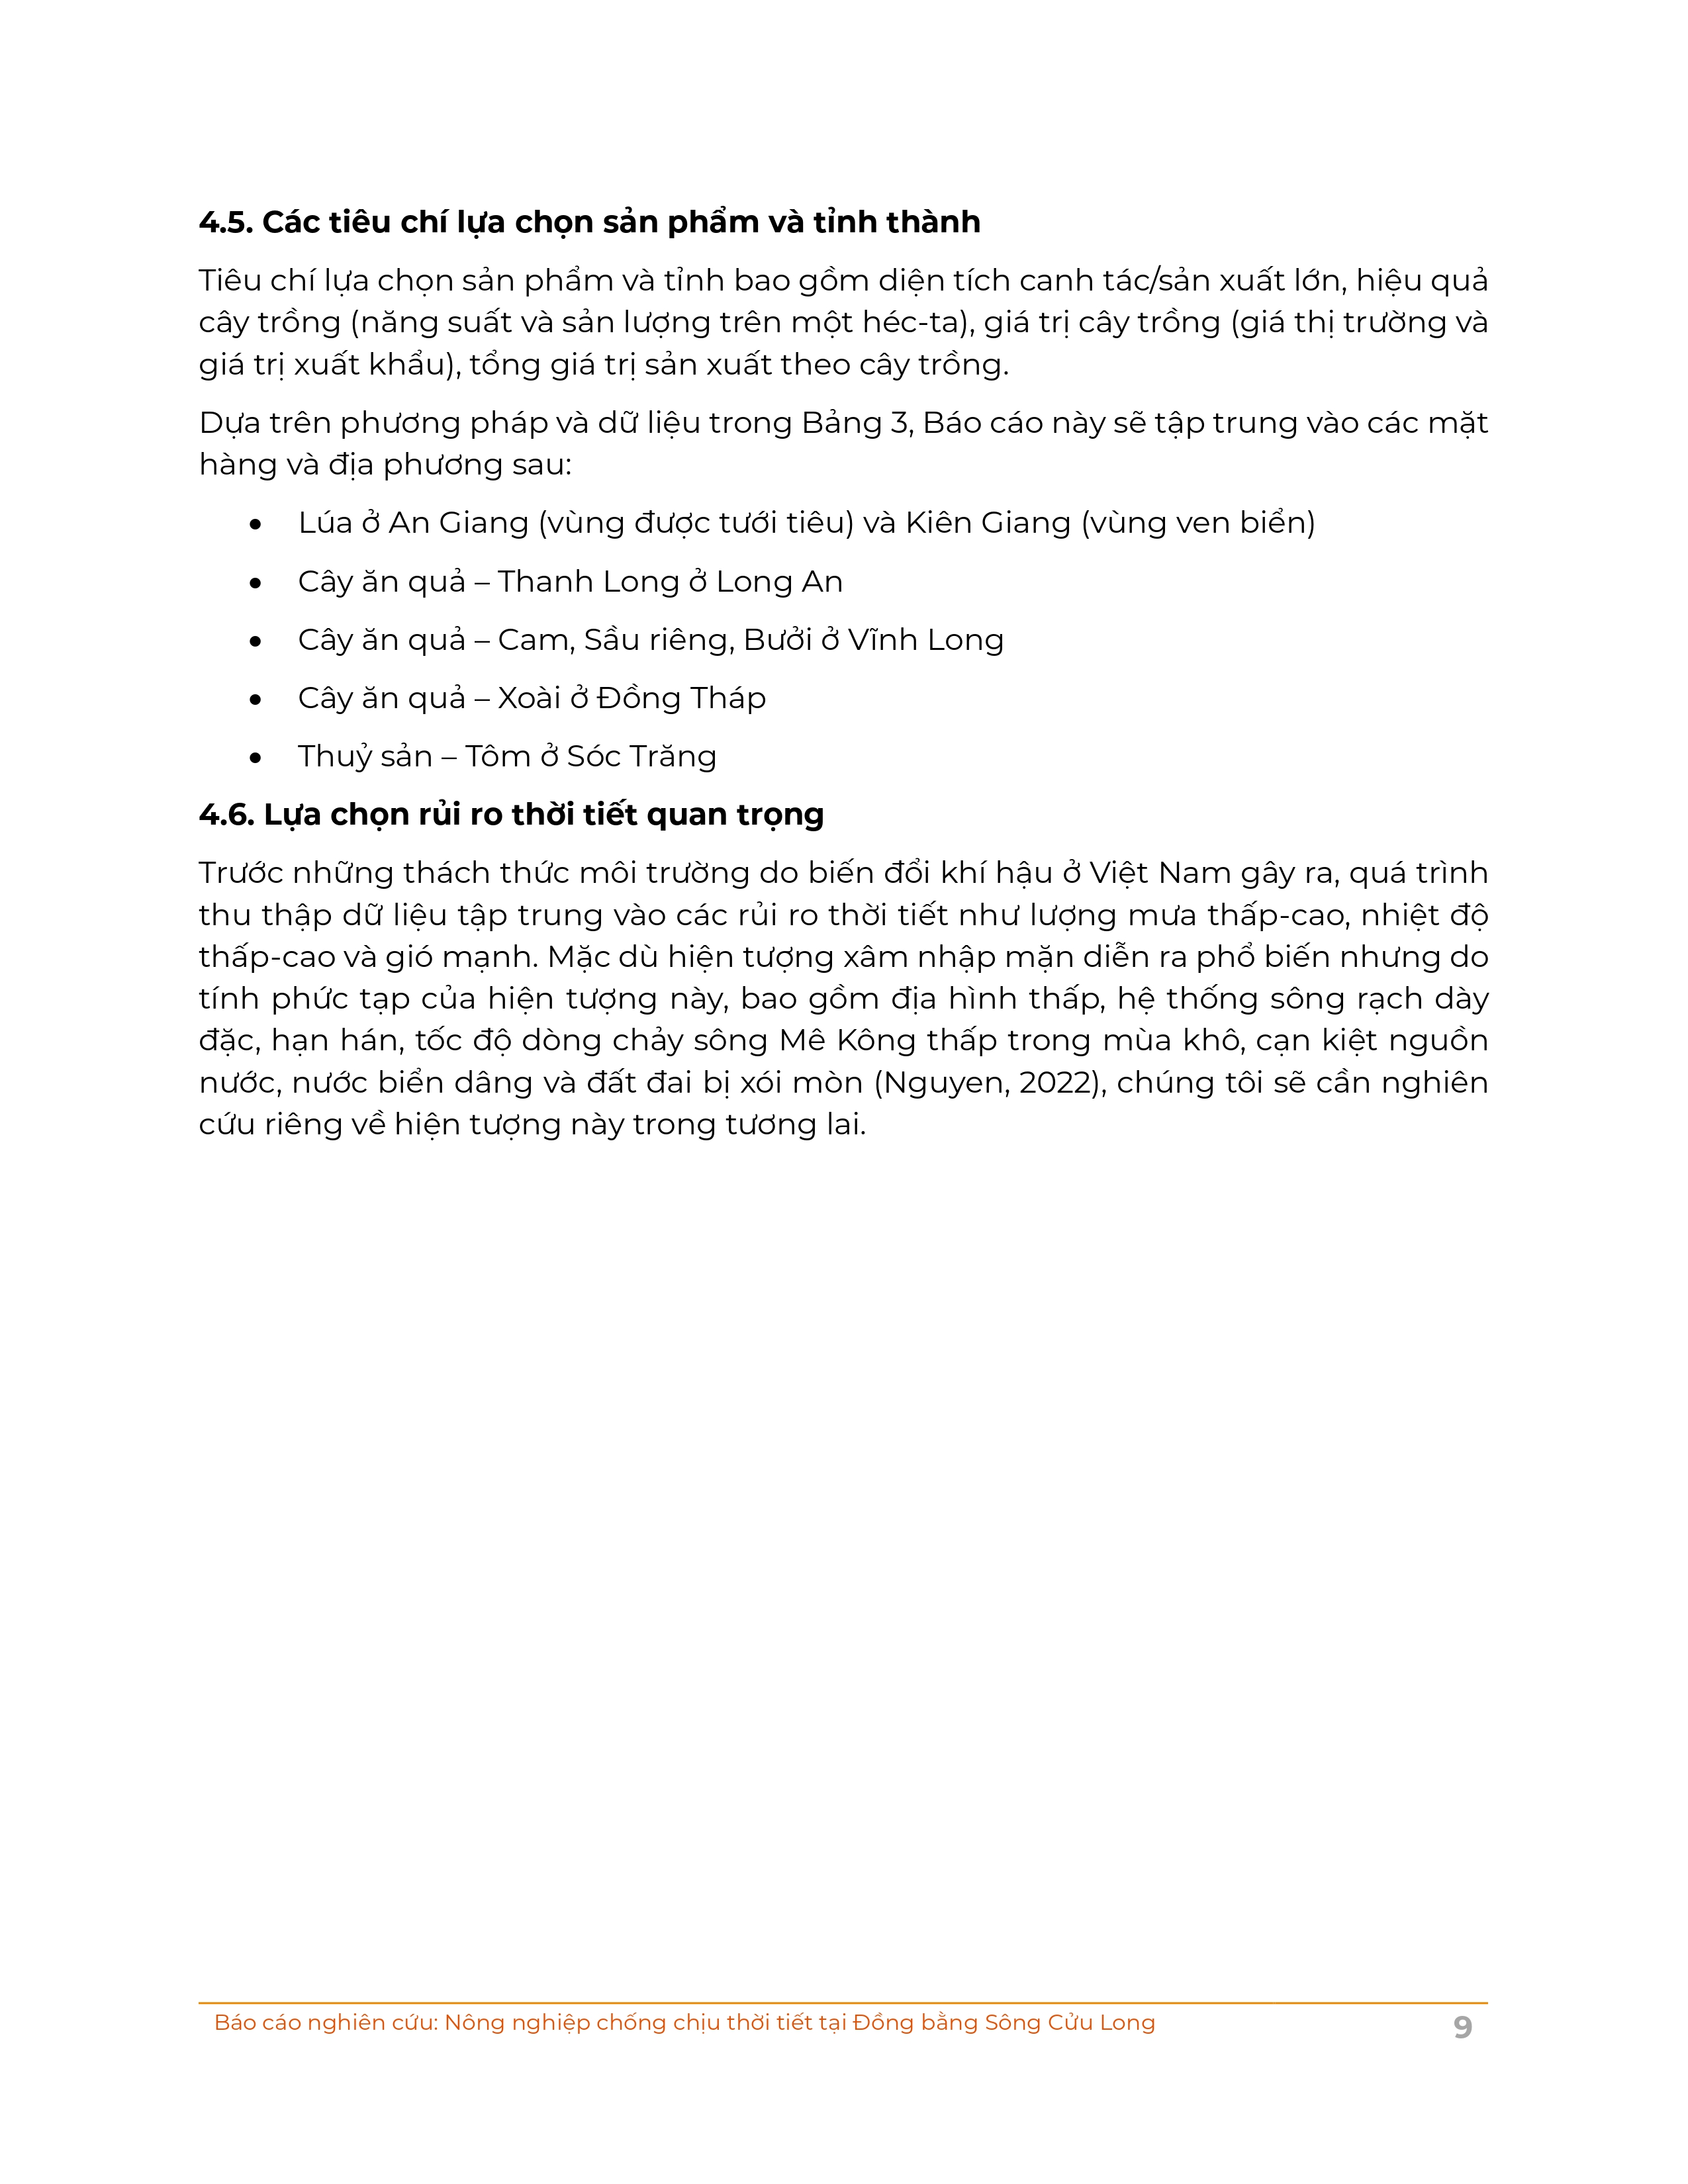 4.5. Các tiêu chí lựa chọn sản phẩm và tỉnh thành
Tiêu chí lựa chọn sản phẩm và tỉnh bao gồm diện tích canh tác/sản xuất lớn, hiệu quả
cây trồng (năng suất và sản lượng trên một héc-ta), giá trị cây trồng (giá thị trường và
giá trị xuất khẩu), tổng giá trị sản xuất theo cây trồng.
Dựa trên phương pháp và dữ liệu trong Bảng 3, Báo cáo này sẽ tập trung vào các mặt
hàng và địa phương sau:
• Lúa ở An Giang (vùng được tưới tiêu) và Kiên Giang (vùng ven biển)
• Cây ăn quả – Thanh Long ở Long An
• Cây ăn quả – Cam, Sầu riêng, Bưởi ở Vĩnh Long
• Cây ăn quả – Xoài ở Đồng Tháp
• Thuỷ sản – Tôm ở Sóc Trăng
4.6. Lựa chọn rủi ro thời tiết quan trọng
Trước những thách thức môi trường do biến đổi khí hậu ở Việt Nam gây ra, quá trình
thu thập dữ liệu tập trung vào các rủi ro thời tiết như lượng mưa thấp-cao, nhiệt độ
thấp-cao và gió mạnh. Mặc dù hiện tượng xâm nhập mặn diễn ra phổ biến nhưng do
tính phức tạp của hiện tượng này, bao gồm địa hình thấp, hệ thống sông rạch dày
đặc, hạn hán, tốc độ dòng chảy sông Mê Kông thấp trong mùa khô, cạn kiệt nguồn
nước, nước biển dâng và đất đai bị xói mòn (Nguyen, 2022), chúng tôi sẽ cần nghiên
cứu riêng về hiện tượng này trong tương lai.
Báo cáo nghiên cứu: Nông nghiệp chống chịu thời tiết tại Đồng bằng Sông Cửu Long
9